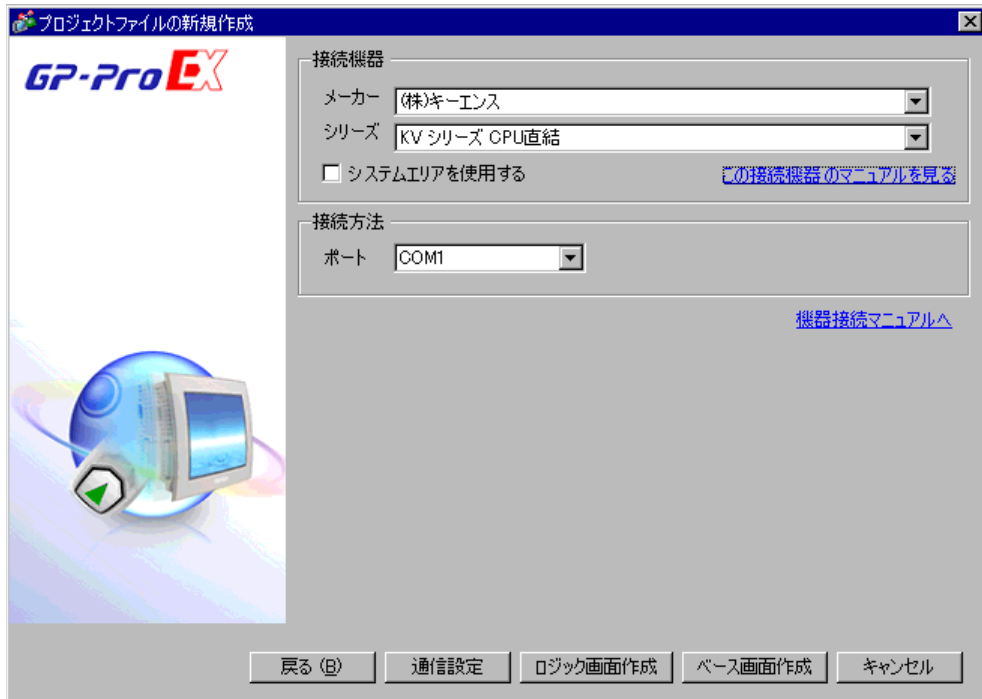 プロジェクトファイルの新規作成
GP-Pro EX
接続機器
メーカー (株)キーエンス
シリーズ KV シリーズ CPU直結
システムエリアを使用する この接続機器のマニュアルを見る
接続方法
ポート COM1
機器接続マニュアルへ
戻る (B) 通信設定 ロジック画面作成 ベース画面作成 キャンセル